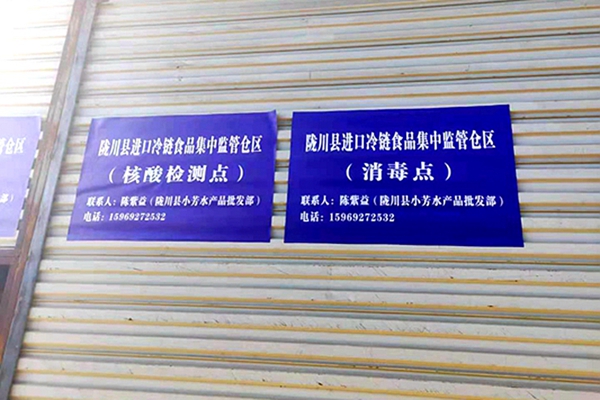 仓区
)
陇川县进口冷链食品集中监管仓区
（核酸检测点）
联系人：陈紫益（陇川县小芳水产品批发部）
电话：15969272532
陇川县进口冷链食品集中监管仓区
（消毒点）
联系人：陈紫益（陇川县小芳水产品批发部）
电话：15969272532